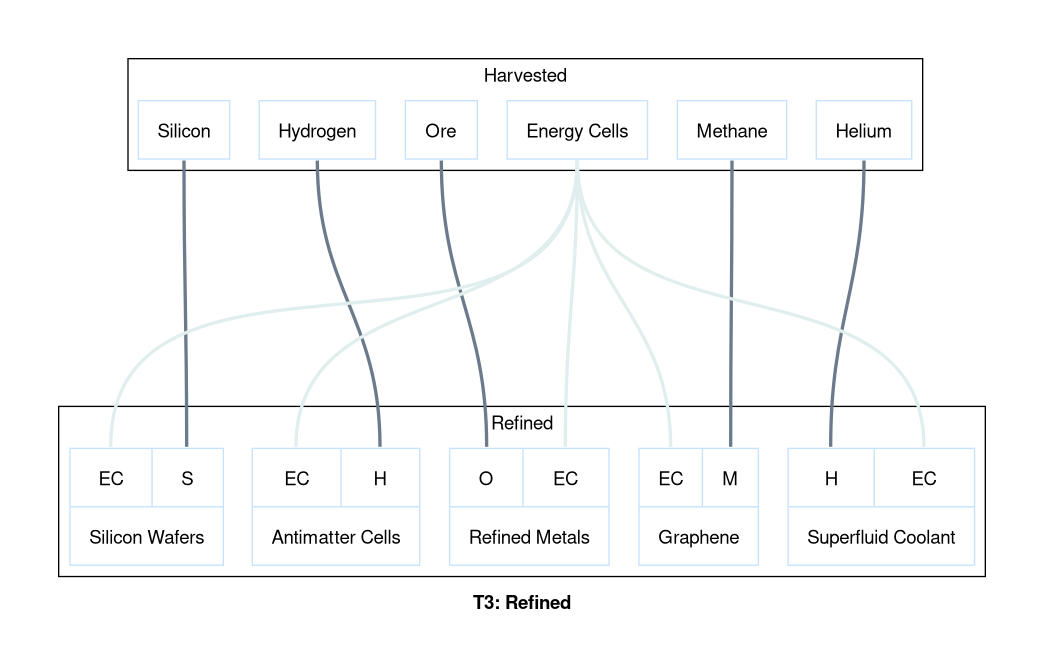 Harvested
Silicon Hydrogen Ore Energy Cells Methane Helium
Refined
EC S EC H O EC EC M H EC
Silicon Wafers Antimatter Cells Refined Metals Graphene Superfluid Coolant
T3: Refined